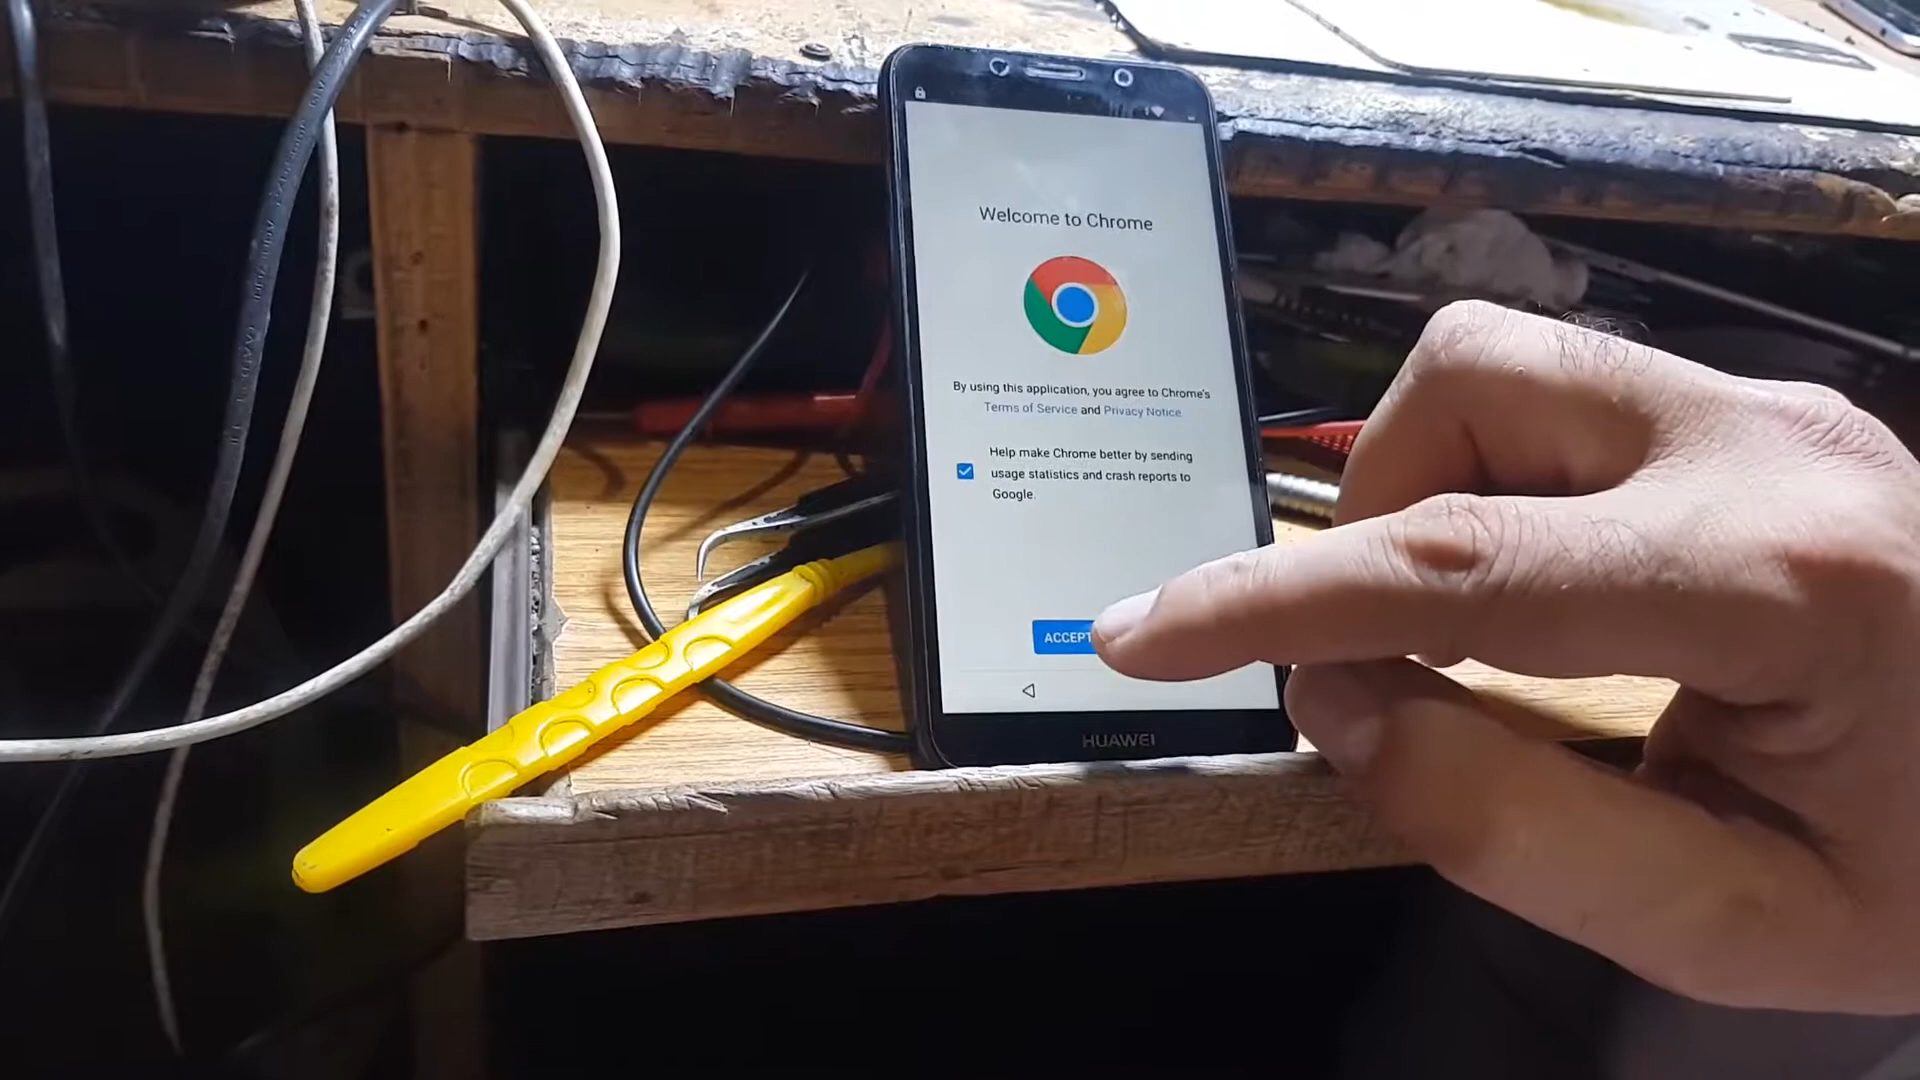 Welcome to Chrome
By using this application, you agree to Chrome's
Terms of Service and Privacy Notice.
Help make Chrome better by sending
usage statistics and crash reports to
Google.
ACCEPT
HUAWEI